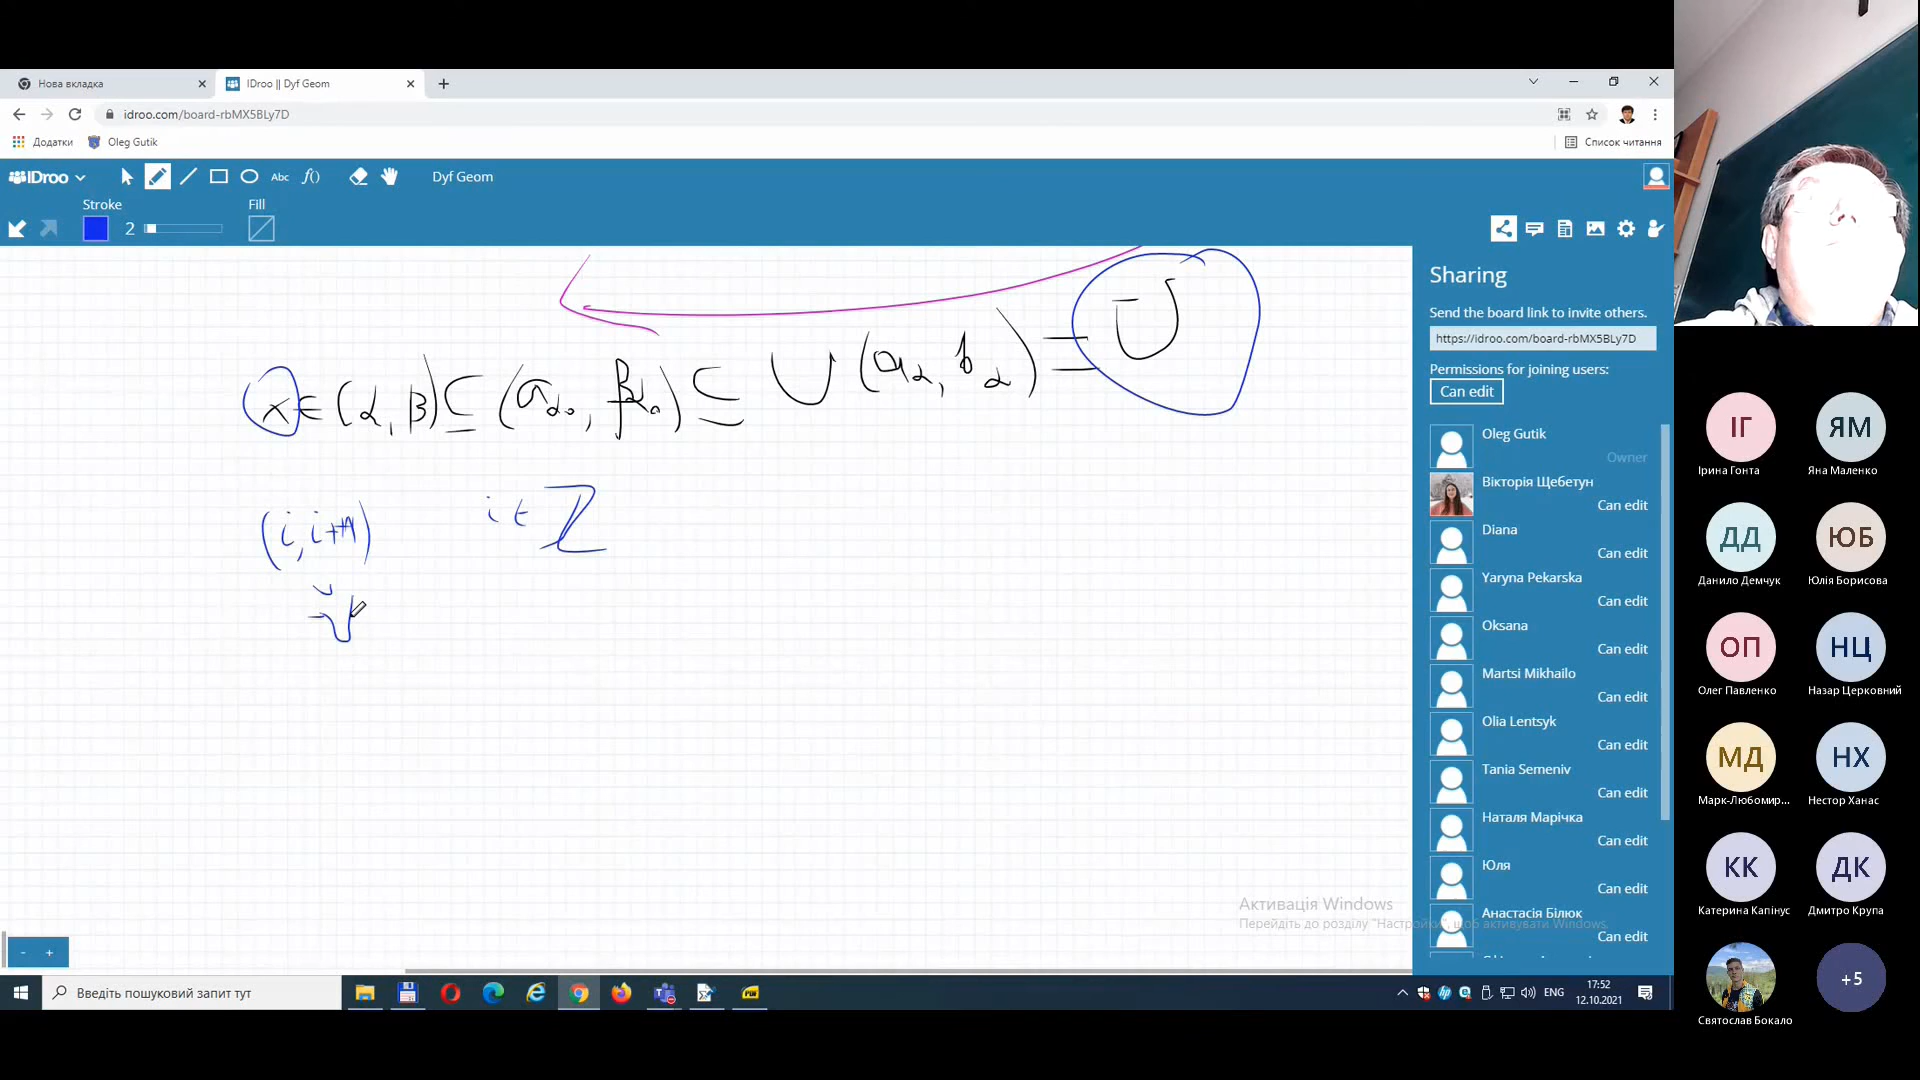 Нова вкладка
IDroo || Dyf Geom
idroo.com/board-rbMX5BLy7D
Додатки
Oleg Gutik
Список читання
IDroo
Abc
f()
Dyf Geom
Stroke
Fill
2
x ∈ (α, β) ⊆ (a_α₀, β_α₀) ⊆ ∪ (a_α, b_α) = U
(i, i+1) i ∈ Z
Sharing
Send the board link to invite others.
https://idroo.com/board-rbMX5BLy7D
Permissions for joining users:
Can edit
Oleg Gutik
Owner
Вікторія Щебетун
Can edit
Diana
Can edit
Yaryna Pekarska
Can edit
Oksana
Can edit
Martsi Mikhailo
Can edit
Olia Lentsyk
Can edit
Tania Semeniv
Can edit
Наталя Марічка
Can edit
Юля
Can edit
Анастасія Білюк
Can edit
Активація Windows
Перейдіть до розділу "Настройки", щоб активувати Windows.
- +
Введіть пошуковий запит тут
ENG
17:52
12.10.2021
ІГ
Ірина Гонта
ЯМ
Яна Маленко
ДД
Данило Демчук
ЮБ
Юлія Борисова
ОП
Олег Павленко
НЦ
Назар Церковний
МД
Марк-Любомир...
НХ
Нестор Ханас
КК
Катерина Капінус
ДК
Дмитро Крупа
Святослав Бокало
+5